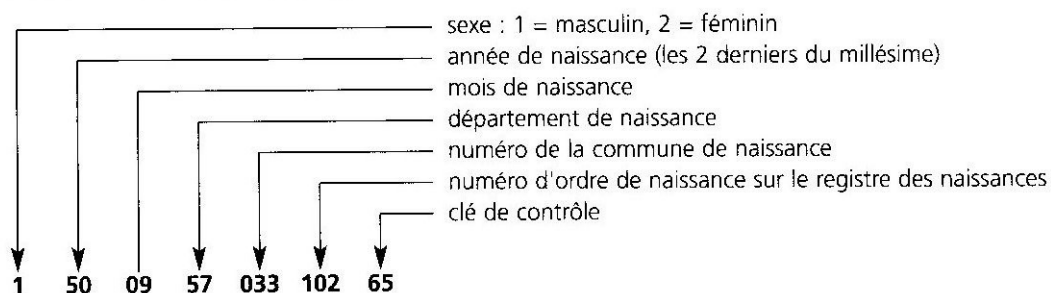 sexe : 1 = masculin, 2 = féminin
année de naissance (les 2 derniers du millésime)
mois de naissance
département de naissance
numéro de la commune de naissance
numéro d'ordre de naissance sur le registre des naissances
clé de contrôle
1 50 09 57 033 102 65